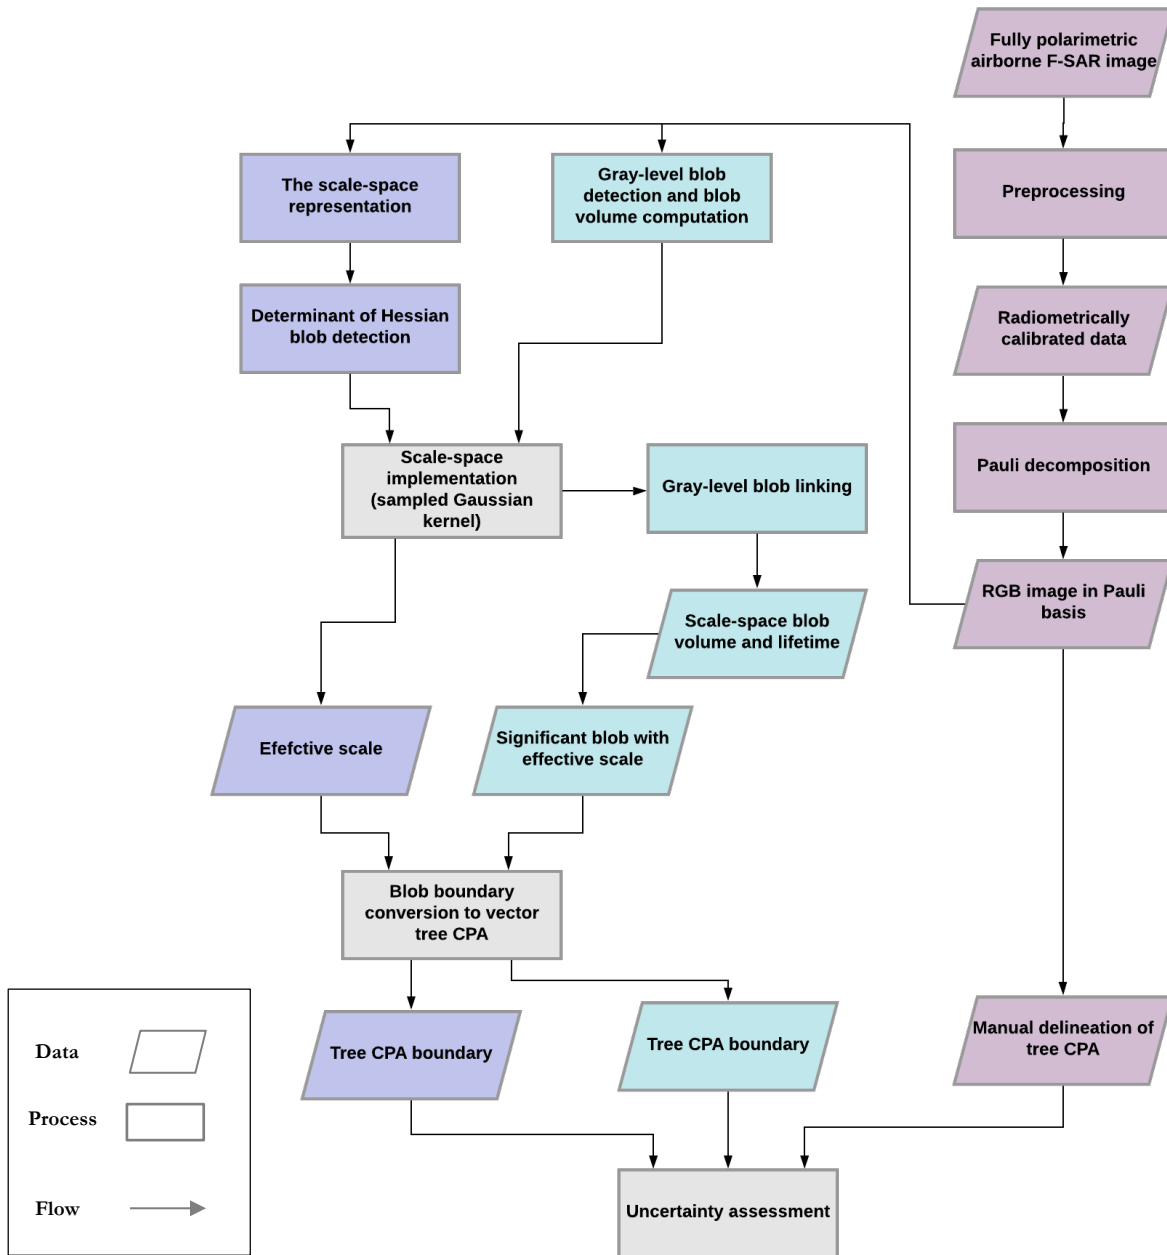 Fully polarimetric
airborne F-SAR image
Preprocessing
Radiometrically
calibrated data
Pauli decomposition
RGB image in Pauli
basis
The scale-space
representation
Gray-level blob
detection and blob
volume computation
Determinant of Hessian
blob detection
Scale-space
implementation
(sampled Gaussian
kernel)
Gray-level blob linking
Scale-space blob
volume and lifetime
Efefctive scale
Significant blob with
effective scale
Blob boundary
conversion to vector
tree CPA
Tree CPA boundary
Tree CPA boundary
Manual delineation of
tree CPA
Uncertainty assessment
Data
Process
Flow